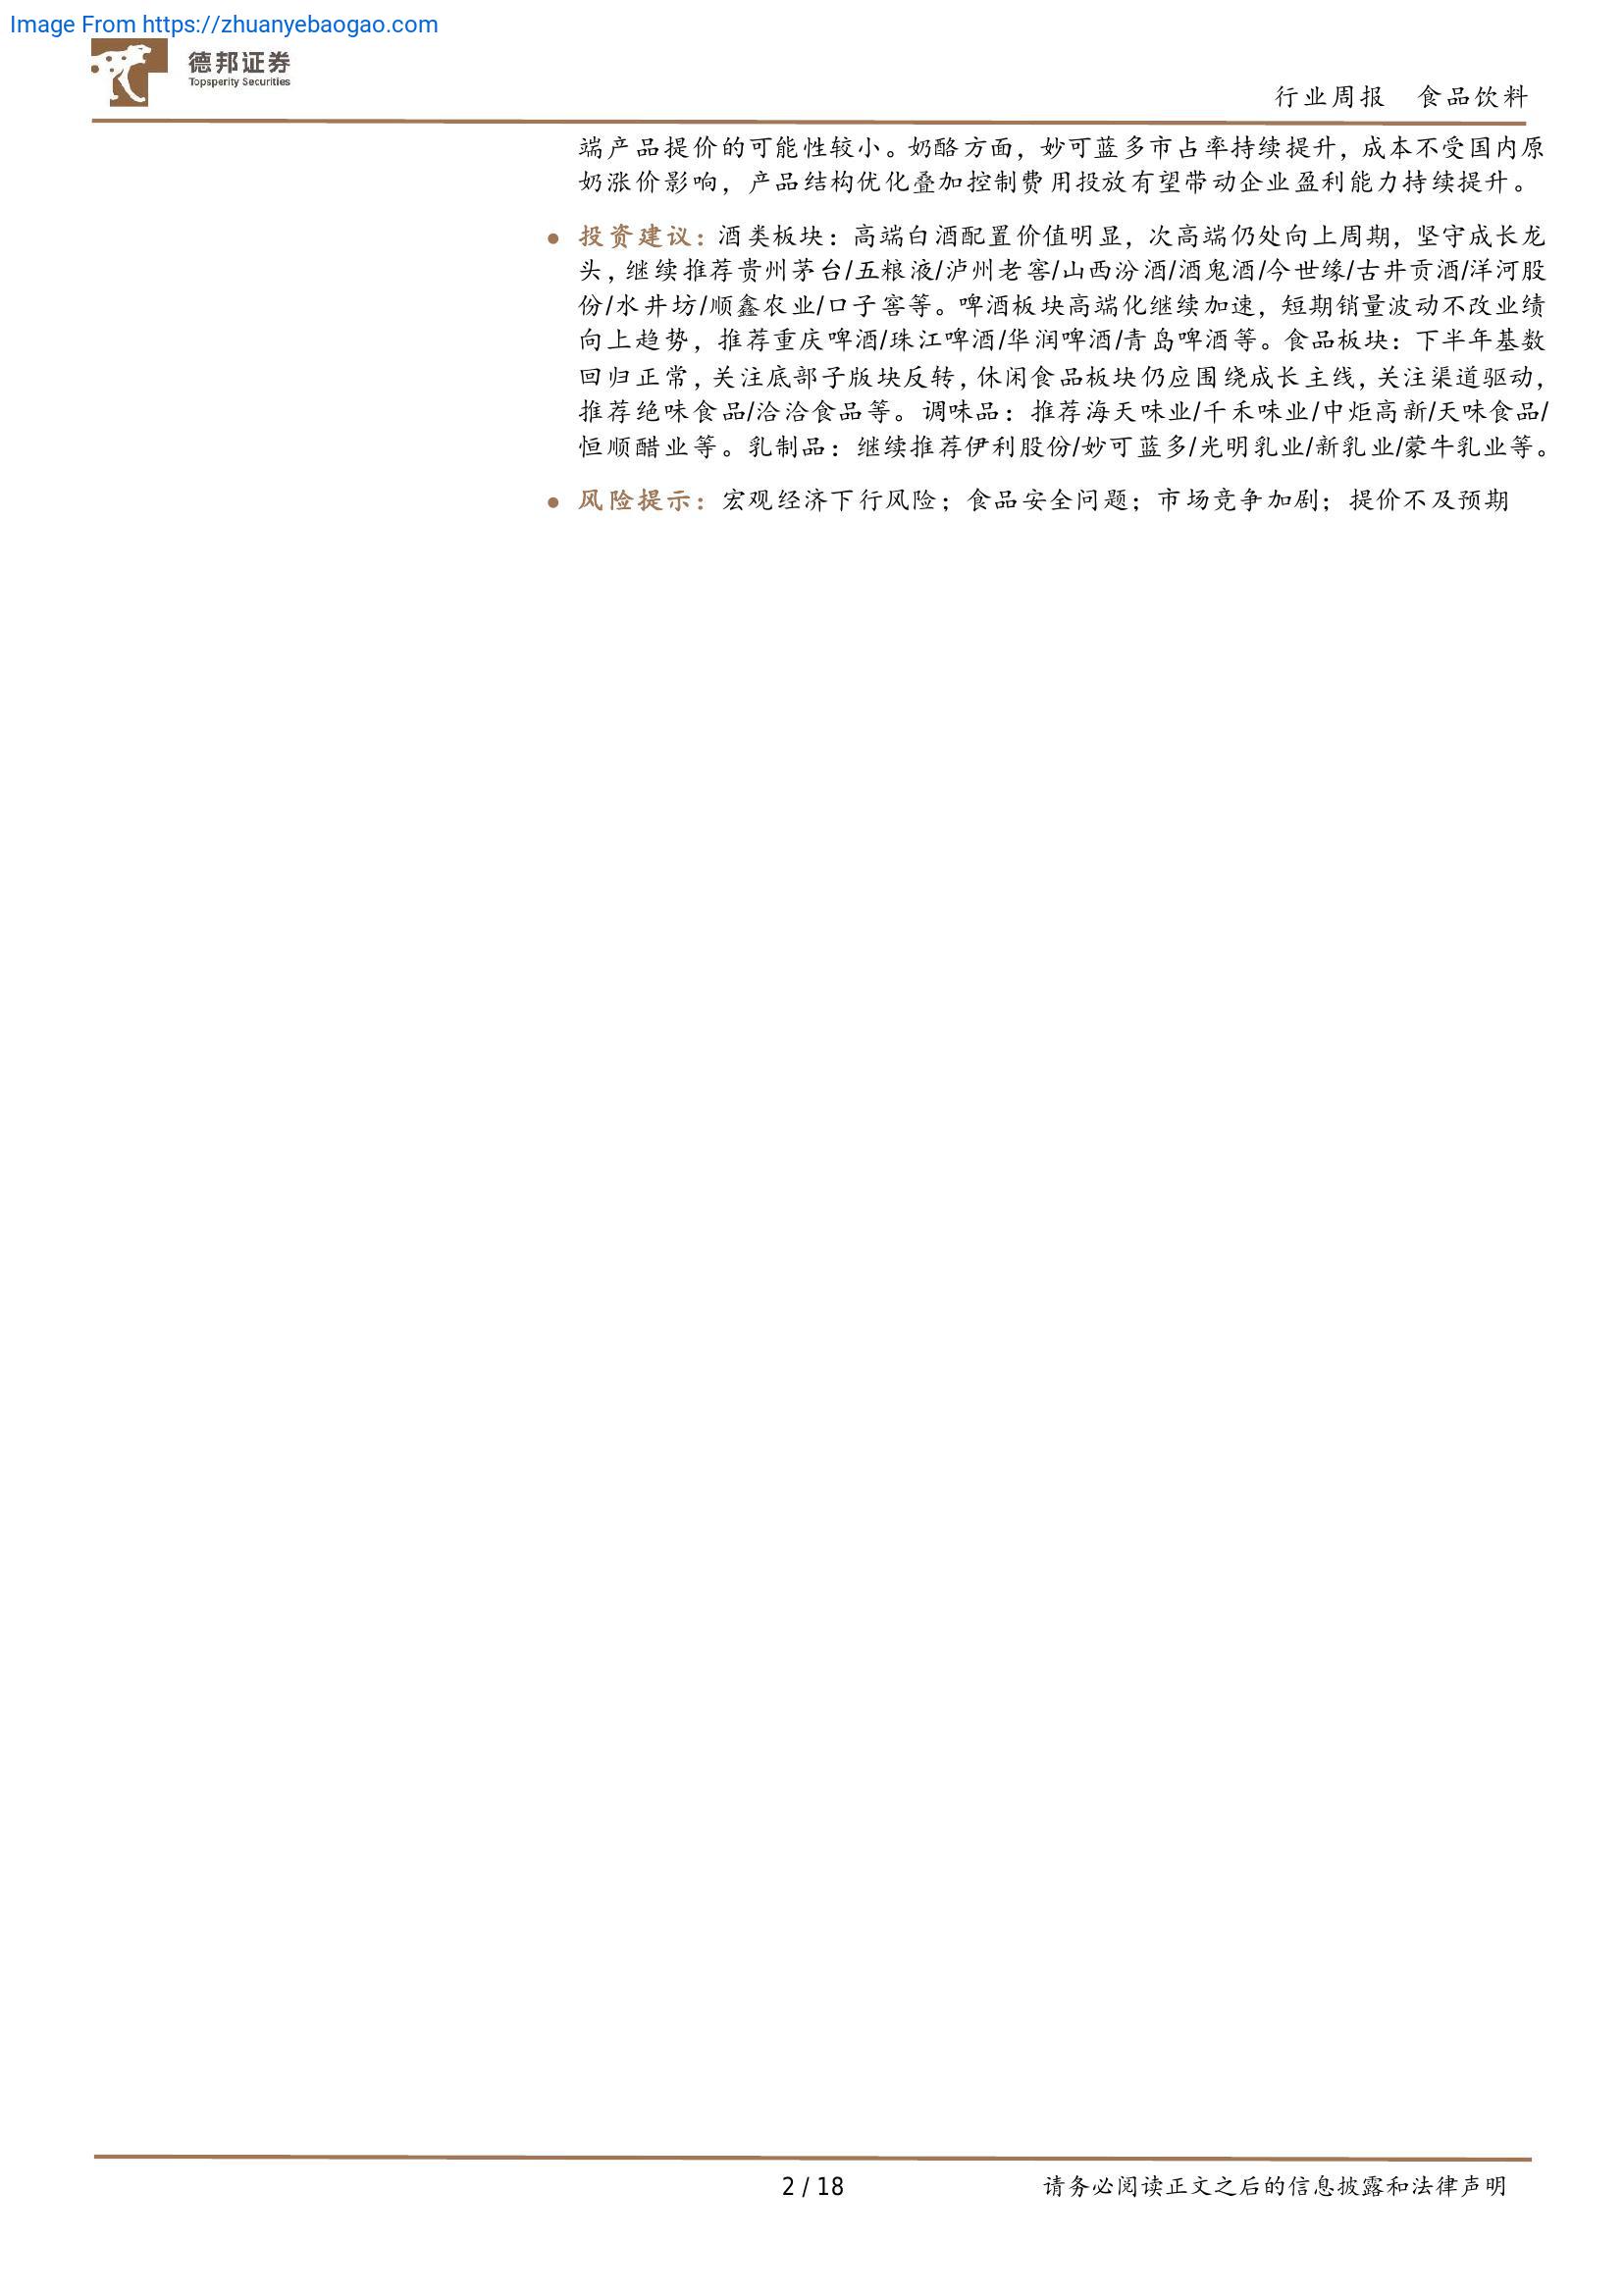 Image From https://zhuanyebaogao.com
德邦证券
Topsperity Securities
行业周报 食品饮料
端产品提价的可能性较小。奶酪方面，妙可蓝多市占率持续提升，成本不受国内原
奶涨价影响，产品结构优化叠加控制费用投放有望带动企业盈利能力持续提升。
● 投资建议：酒类板块：高端白酒配置价值明显，次高端仍处向上周期，坚守成长龙
头，继续推荐贵州茅台/五粮液/泸州老窖/山西汾酒/酒鬼酒/今世缘/古井贡酒/洋河股
份/水井坊/顺鑫农业/口子窖等。啤酒板块高端化继续加速，短期销量波动不改业绩
向上趋势，推荐重庆啤酒/珠江啤酒/华润啤酒/青岛啤酒等。食品板块：下半年基数
回归正常，关注底部子版块反转，休闲食品板块仍应围绕成长主线，关注渠道驱动，
推荐绝味食品/洽洽食品等。调味品：推荐海天味业/千禾味业/中炬高新/天味食品/
恒顺醋业等。乳制品：继续推荐伊利股份/妙可蓝多/光明乳业/新乳业/蒙牛乳业等。
● 风险提示：宏观经济下行风险；食品安全问题；市场竞争加剧；提价不及预期
2 / 18
请务必阅读正文之后的信息披露和法律声明